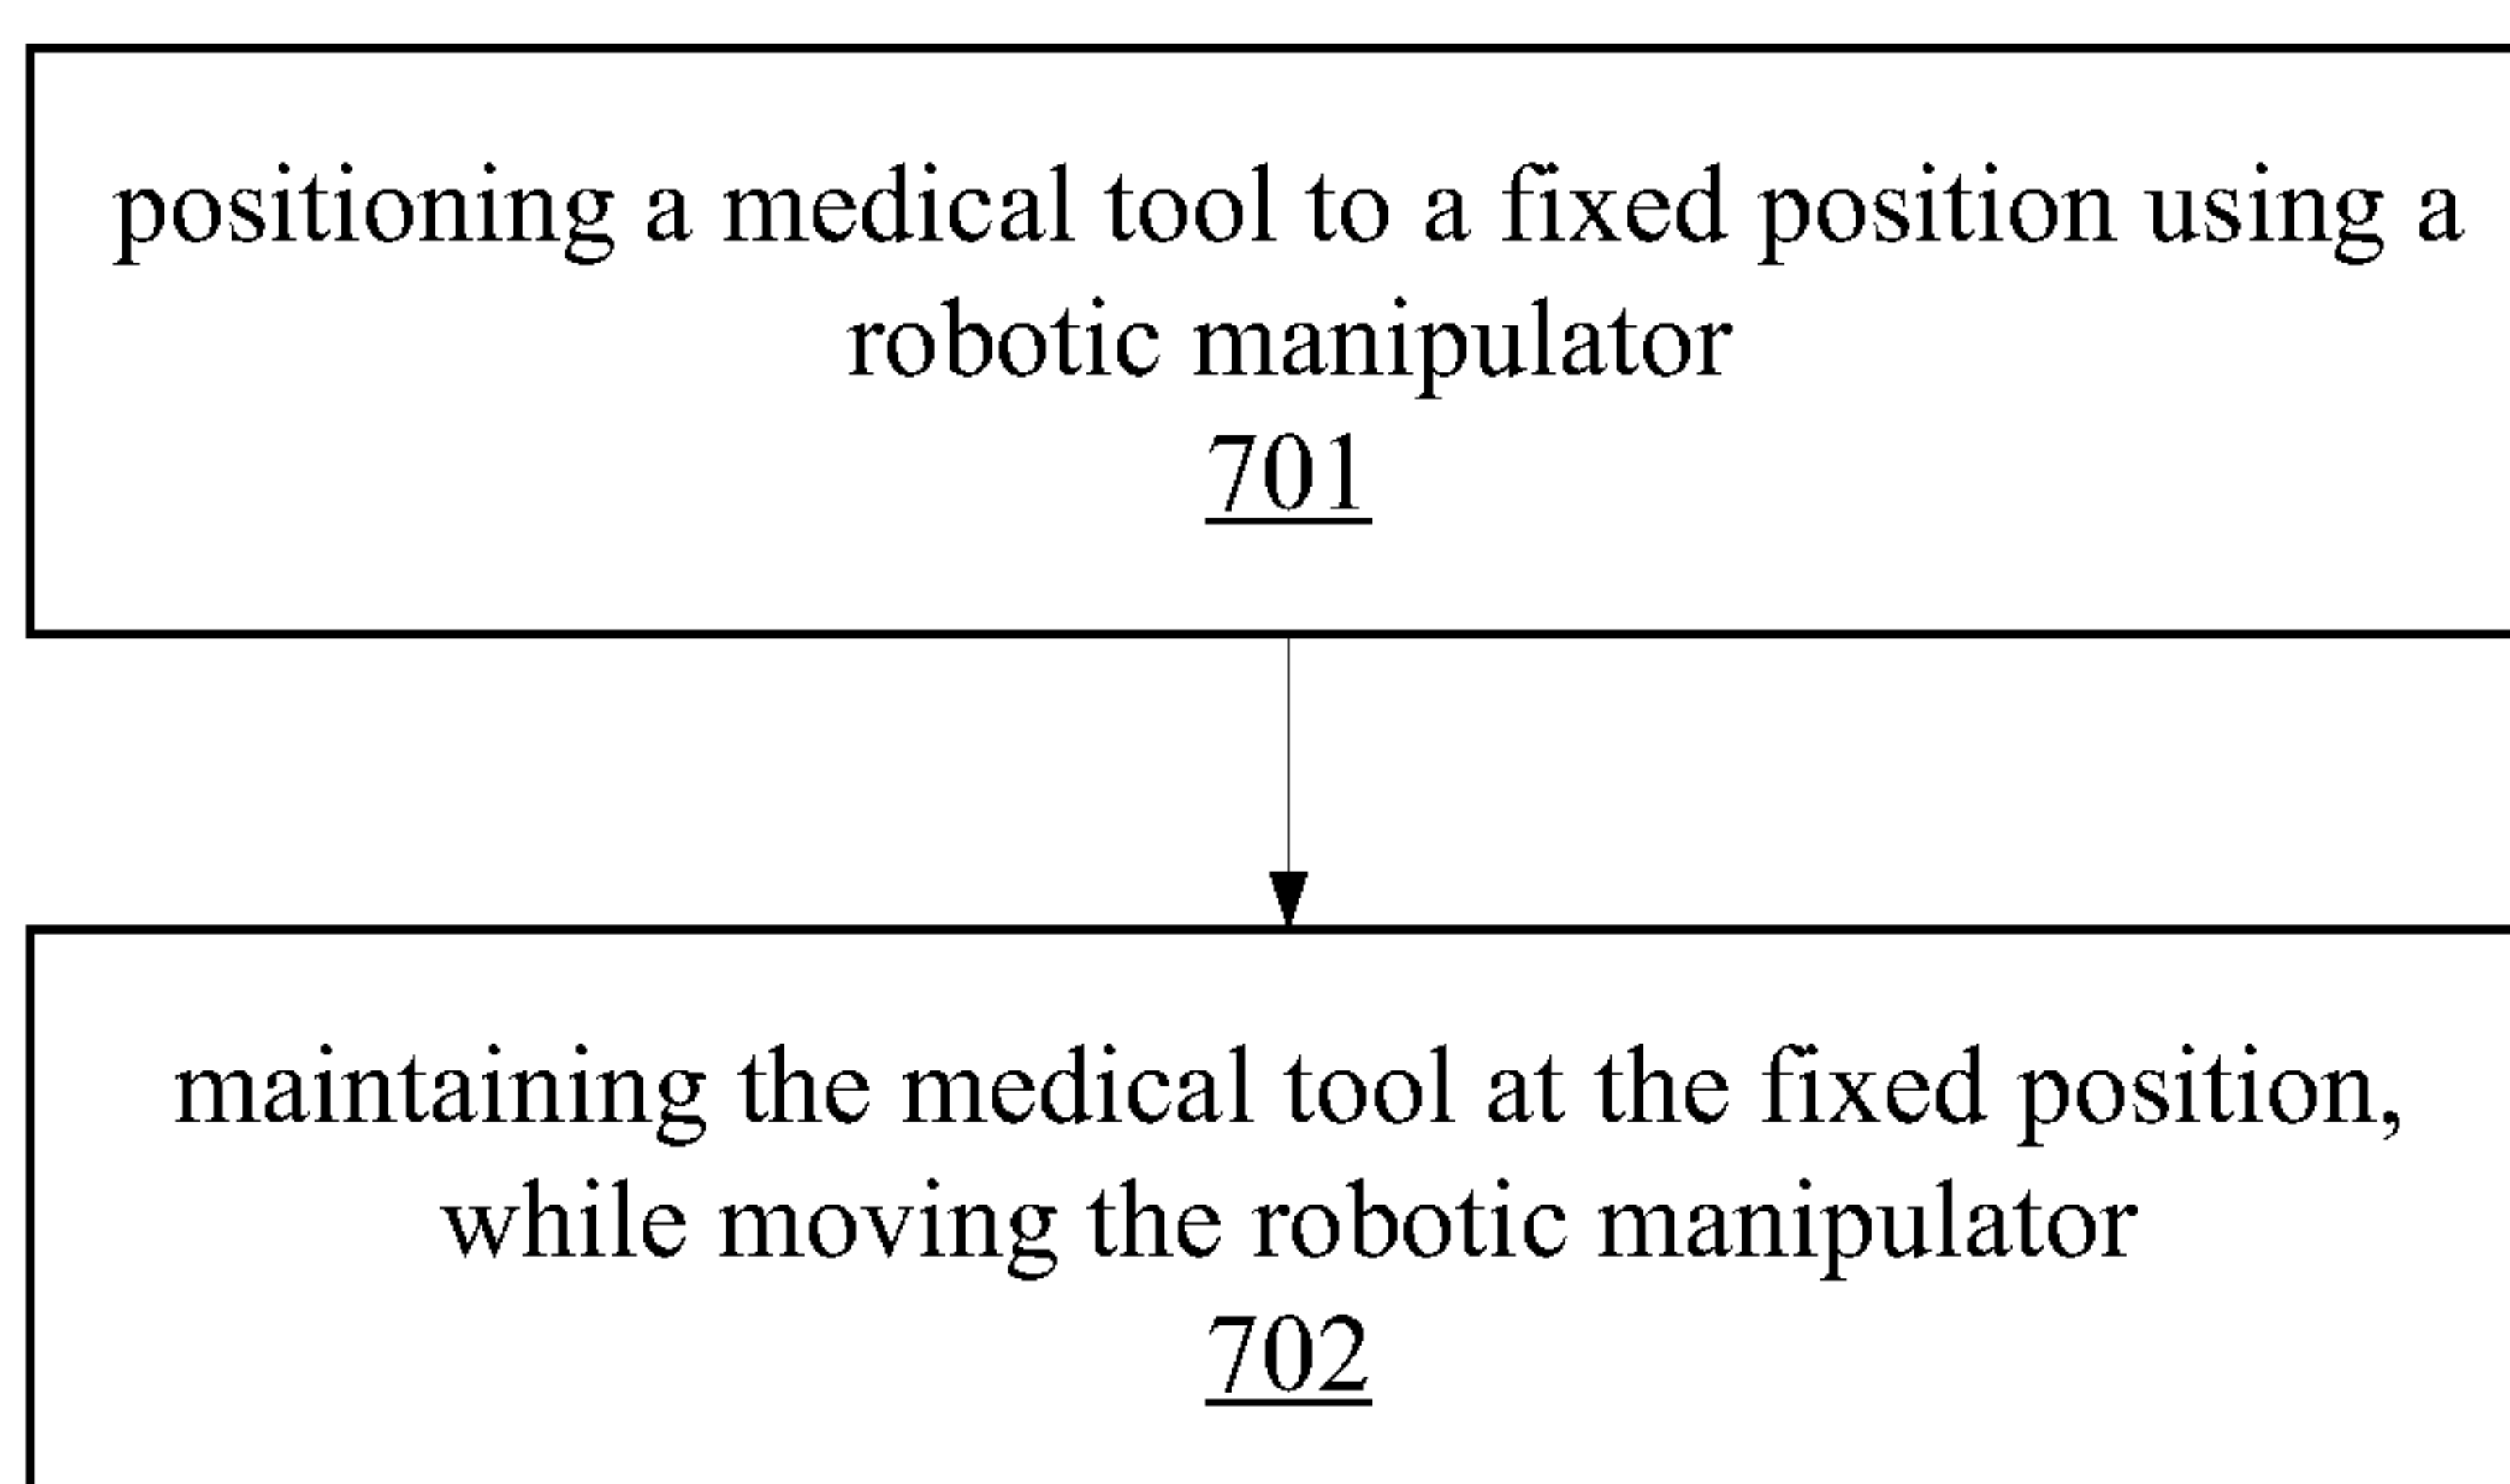 positioning a medical tool to a fixed position using a
robotic manipulator
701
maintaining the medical tool at the fixed position,
while moving the robotic manipulator
702